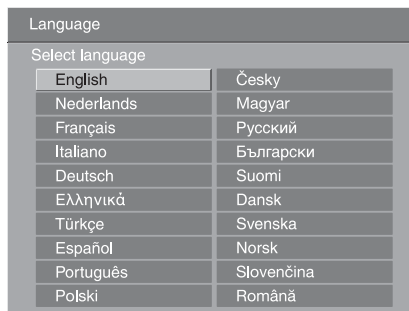 Language
Select language
English
Nederlands
Français
Italiano
Deutsch
Ελληνικά
Türkçe
Español
Português
Polski
Česky
Magyar
Русский
Български
Suomi
Dansk
Svenska
Norsk
Slovenčina
Română